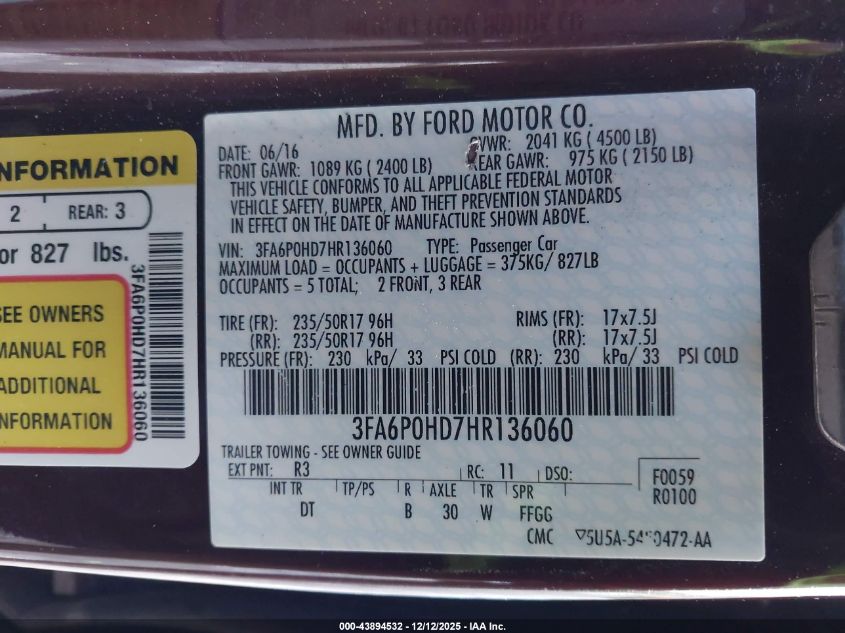 NFORMATION
2 REAR: 3
or 827 lbs.
SEE OWNERS
MANUAL FOR
ADDITIONAL
INFORMATION
3FA6P0HD7HR136060
MFD. BY FORD MOTOR CO.
DATE: 06/16 GVWR: 2041 KG ( 4500 LB)
FRONT GAWR: 1089 KG ( 2400 LB) REAR GAWR: 975 KG ( 2150 LB)
THIS VEHICLE CONFORMS TO ALL APPLICABLE FEDERAL MOTOR
VEHICLE SAFETY, BUMPER, AND THEFT PREVENTION STANDARDS
IN EFFECT ON THE DATE OF MANUFACTURE SHOWN ABOVE.
VIN: 3FA6P0HD7HR136060 TYPE: Passenger Car
MAXIMUM LOAD = OCCUPANTS + LUGGAGE = 375KG/ 827LB
OCCUPANTS = 5 TOTAL; 2 FRONT, 3 REAR
TIRE (FR): 235/50R17 96H RIMS (FR): 17x7.5J
(RR): 235/50R17 96H (RR): 17x7.5J
PRESSURE (FR): 230 kPa/ 33 PSI COLD (RR): 230 kPa/ 33 PSI COLD
3FA6P0HD7HR136060
TRAILER TOWING - SEE OWNER GUIDE
EXT PNT: R3 RC: 11 DSO: F0059
INT TR TP/PS R AXLE TR SPR R0100
DT B 30 W FFGG
CMC
000-43894532 - 12/12/2025 - IAA Inc.